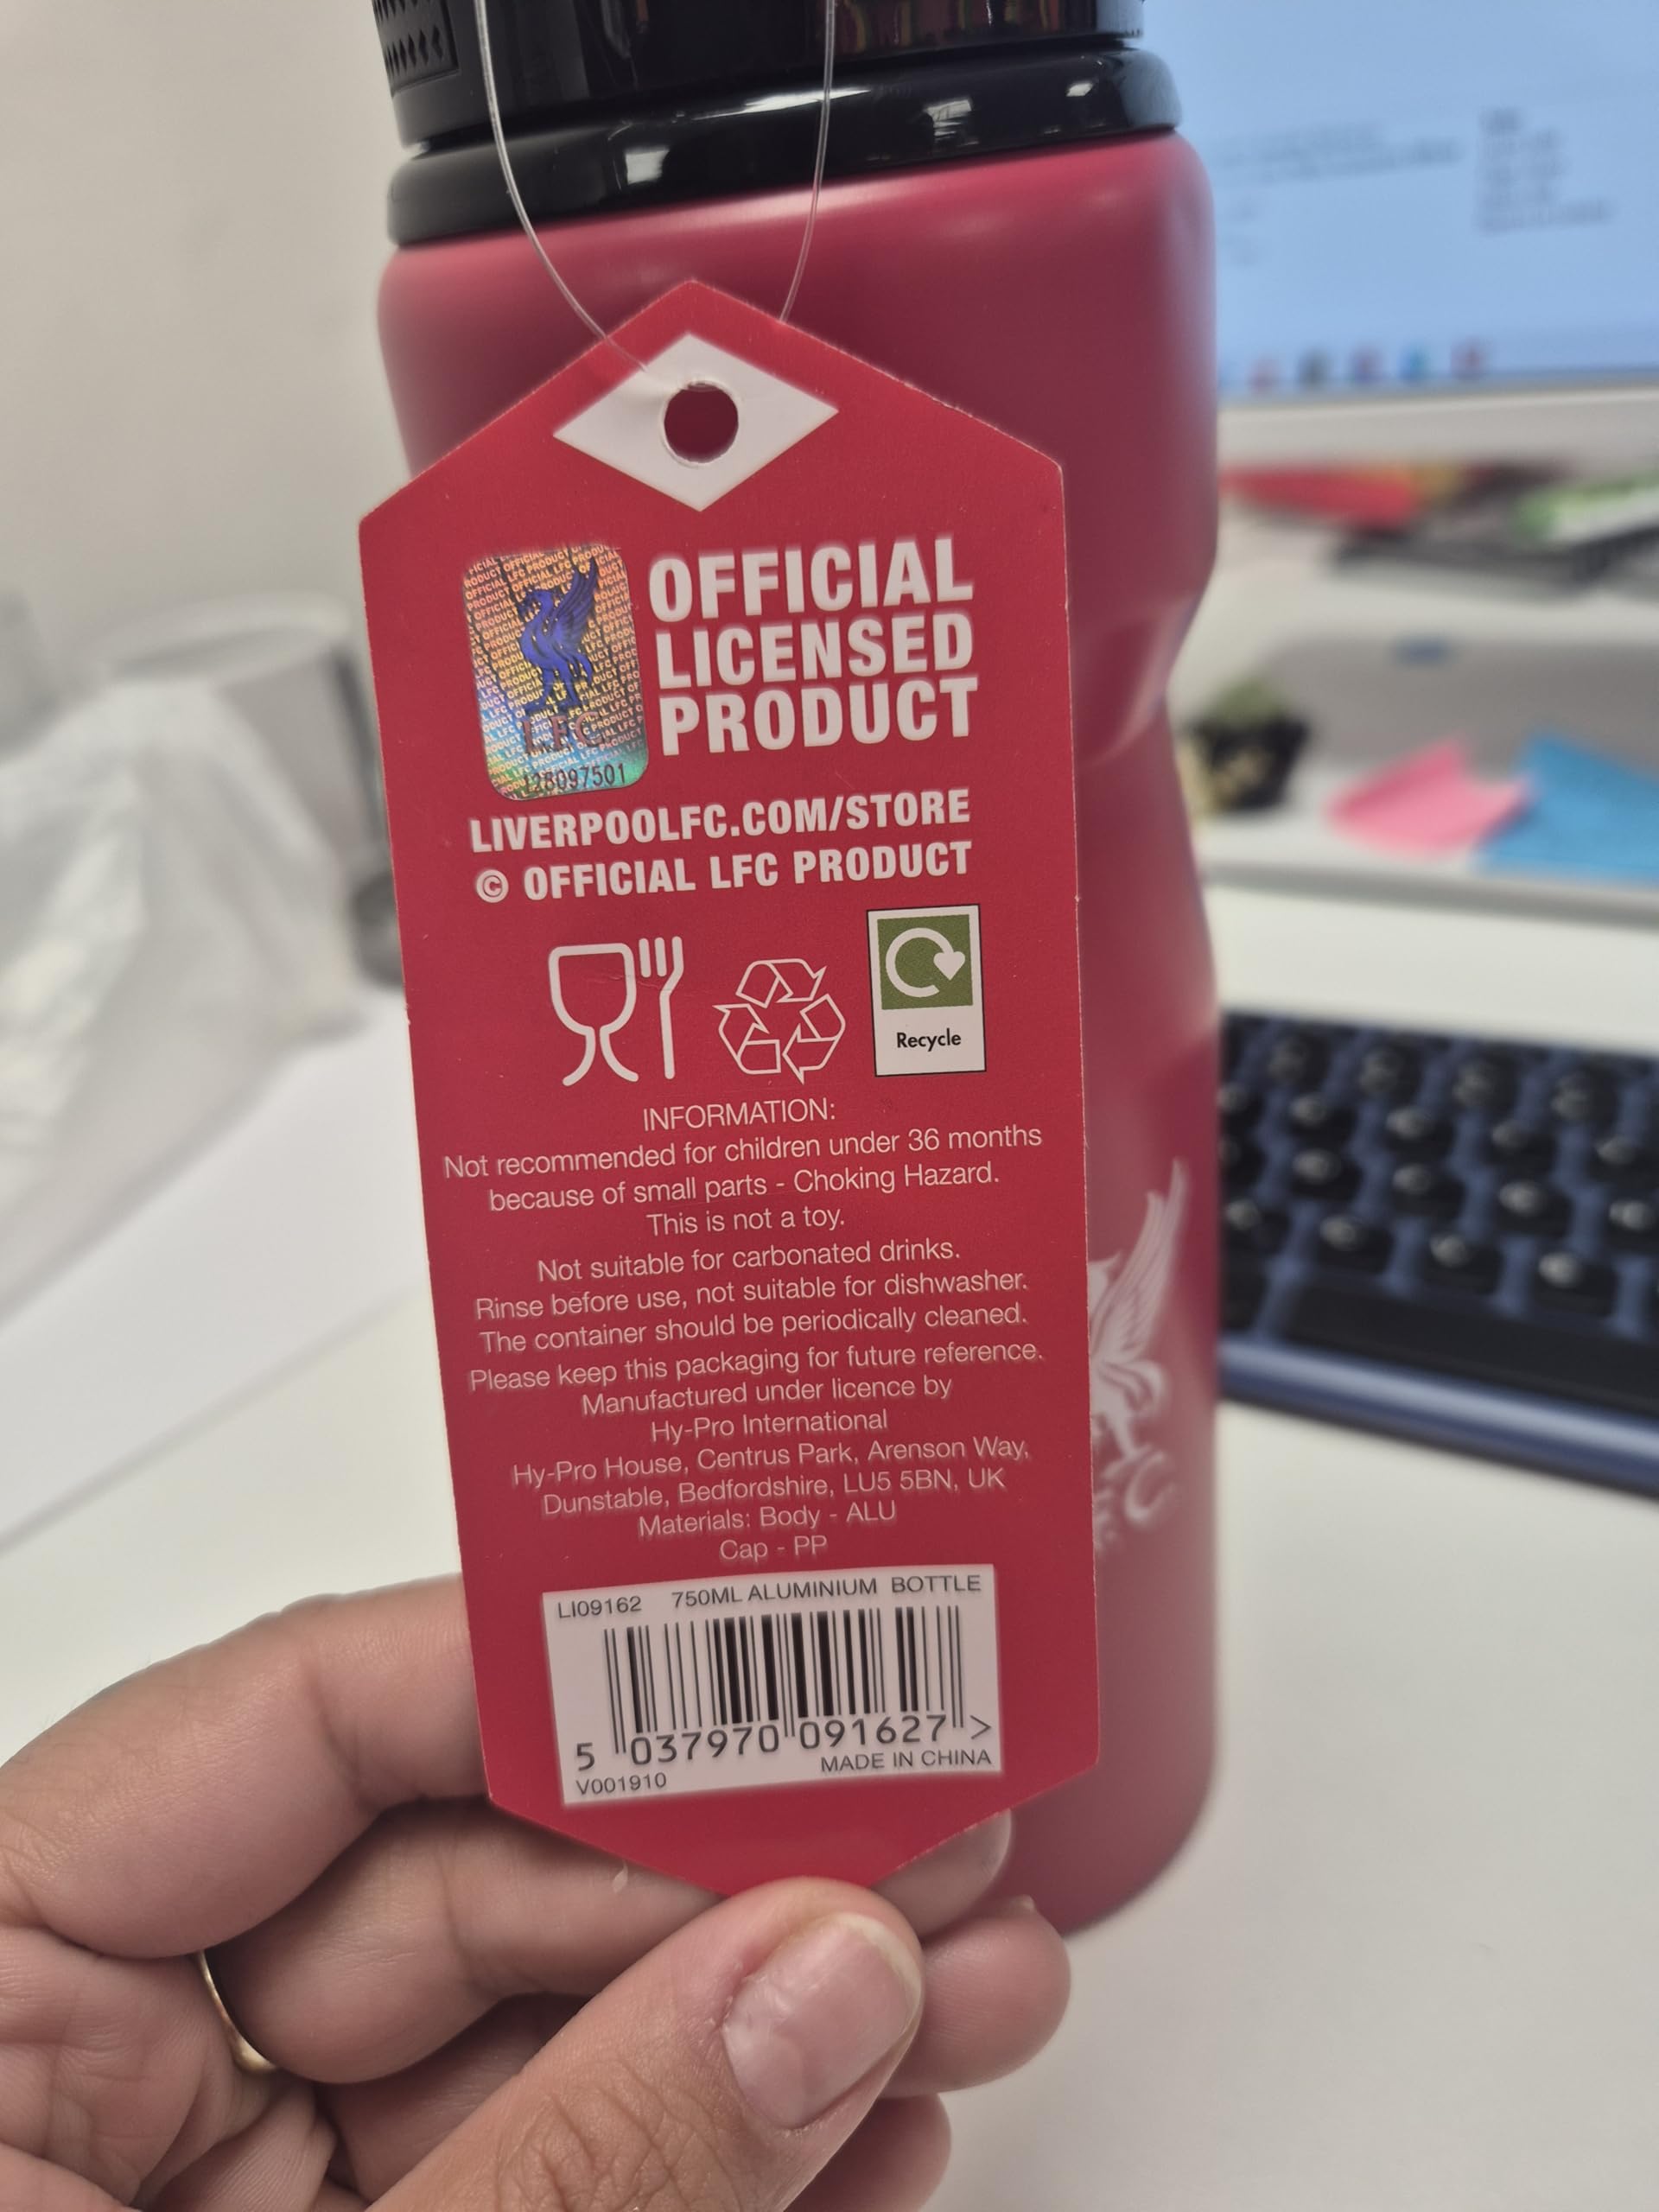 OFFICIAL
LICENSED
PRODUCT
LFC
LIVERPOOLFC.COM/STORE
© OFFICIAL LFC PRODUCT
Recycle
INFORMATION:
Not recommended for children under 36 months
because of small parts - Choking Hazard.
This is not a toy.
Not suitable for carbonated drinks.
Rinse before use, not suitable for dishwasher.
The container should be periodically cleaned.
Please keep this packaging for future reference.
Manufactured under licence by
Hy-Pro International
Hy-Pro House, Centrus Park, Arenson Way,
Dunstable, Bedfordshire, LU5 5BN, UK
Materials: Body - ALU
Cap - PP
LI09162 750ML ALUMINIUM BOTTLE
5 037970 091627 >
MADE IN CHINA
V001910